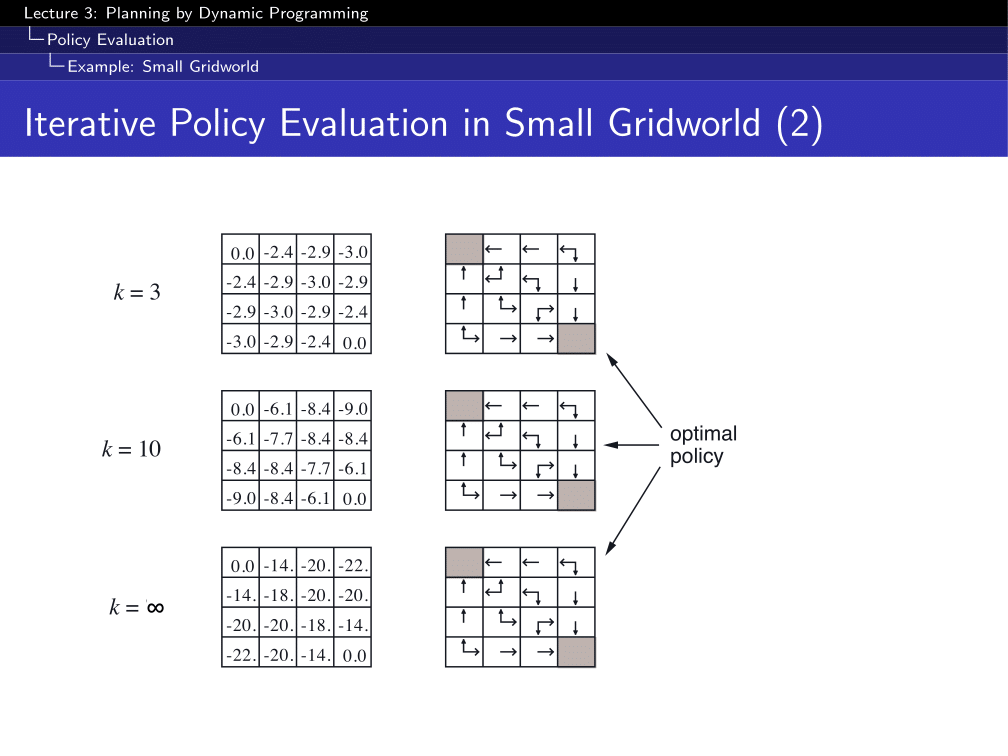 Lecture 3: Planning by Dynamic Programming
Policy Evaluation
Example: Small Gridworld
Iterative Policy Evaluation in Small Gridworld (2)
k = 3
0.0 -2.4 -2.9 -3.0
-2.4 -2.9 -3.0 -2.9
-2.9 -3.0 -2.9 -2.4
-3.0 -2.9 -2.4 0.0
k = 10
0.0 -6.1 -8.4 -9.0
-6.1 -7.7 -8.4 -8.4
-8.4 -8.4 -7.7 -6.1
-9.0 -8.4 -6.1 0.0
optimal
policy
k = ∞
0.0 -14. -20. -22.
-14. -18. -20. -20.
-20. -20. -18. -14.
-22. -20. -14. 0.0